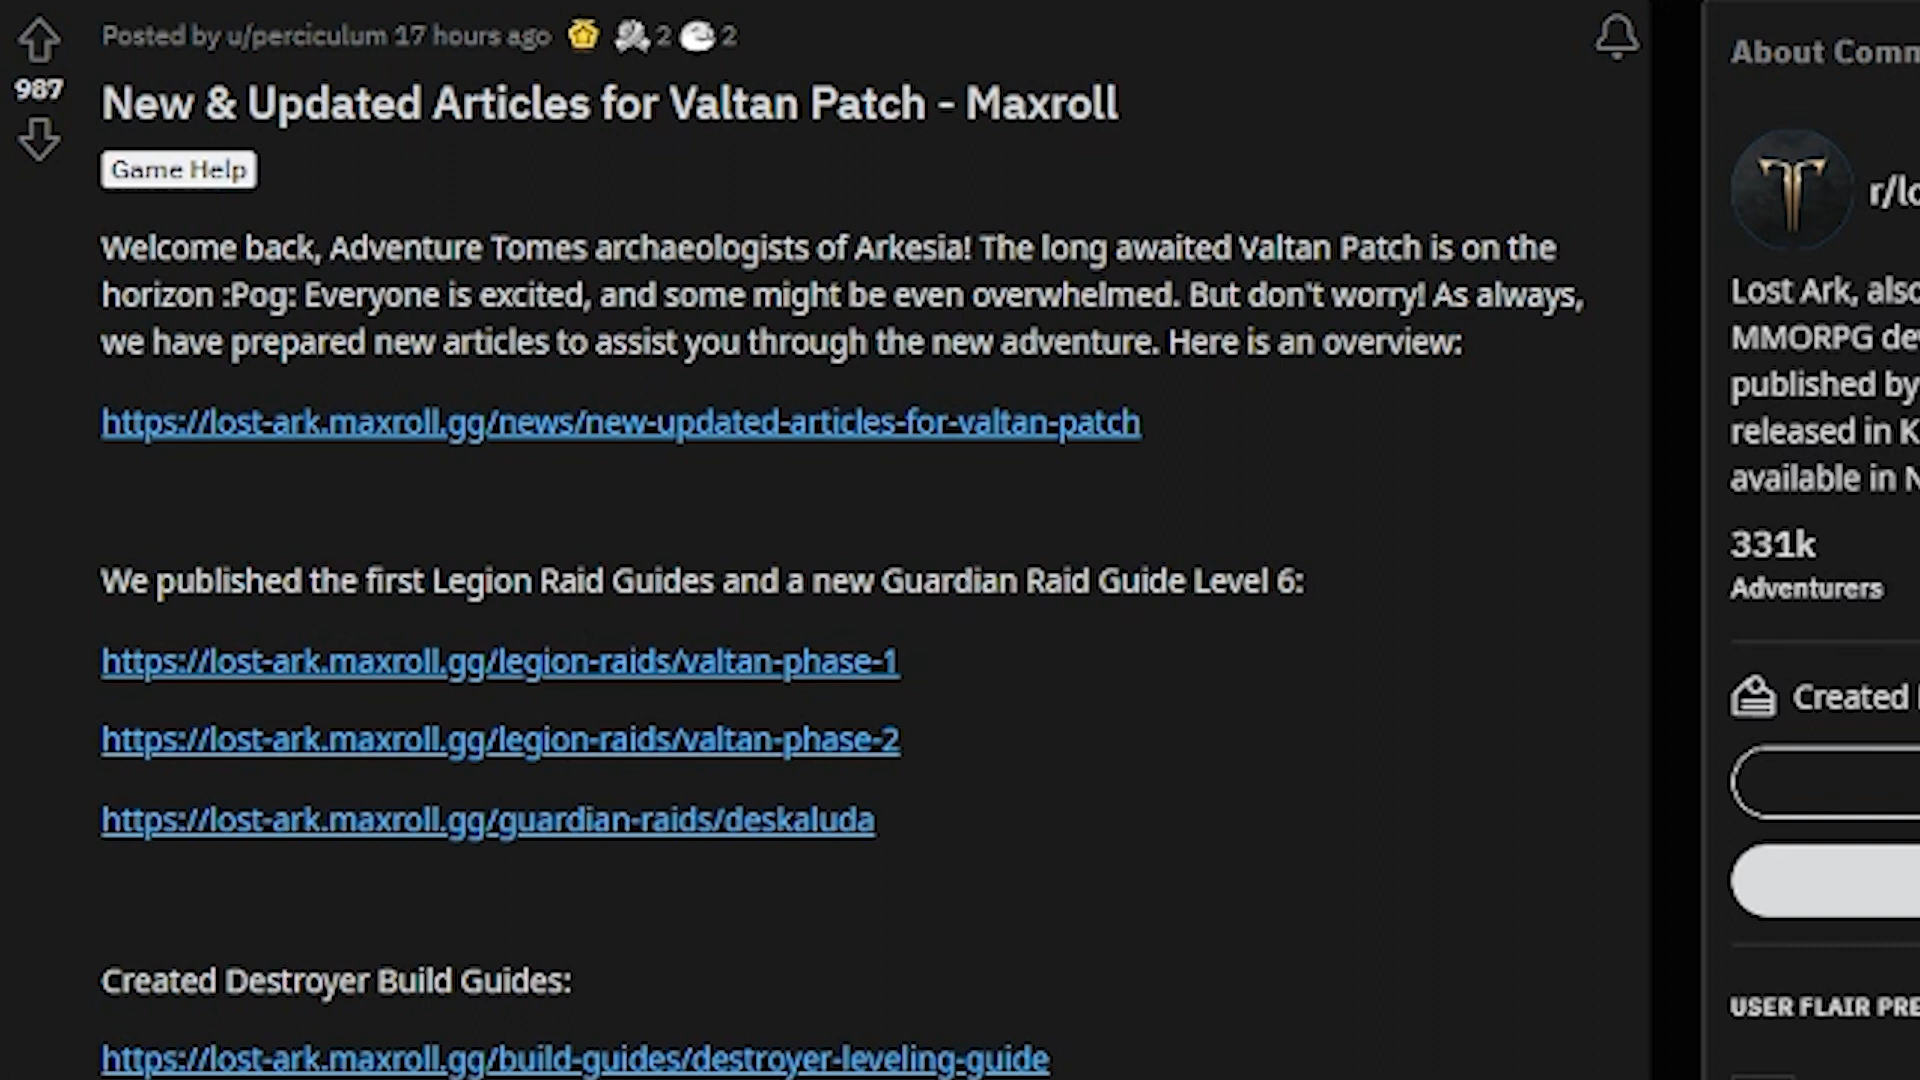 Posted by u/perciculum 17 hours ago 2 2
987
New & Updated Articles for Valtan Patch - Maxroll
Game Help
Welcome back, Adventure Tomes archaeologists of Arkesia! The long awaited Valtan Patch is on the
horizon :Pog: Everyone is excited, and some might be even overwhelmed. But don't worry! As always,
we have prepared new articles to assist you through the new adventure. Here is an overview:
https://lost-ark.maxroll.gg/news/new-updated-articles-for-valtan-patch
We published the first Legion Raid Guides and a new Guardian Raid Guide Level 6:
https://lost-ark.maxroll.gg/legion-raids/valtan-phase-1
https://lost-ark.maxroll.gg/legion-raids/valtan-phase-2
https://lost-ark.maxroll.gg/guardian-raids/deskaluda
Created Destroyer Build Guides:
https://lost-ark.maxroll.gg/build-guides/destroyer-leveling-guide
About Comm
r/lo
Lost Ark, also
MMORPG dev
published by
released in K
available in N
331k
Adventurers
Created
USER FLAIR PRE